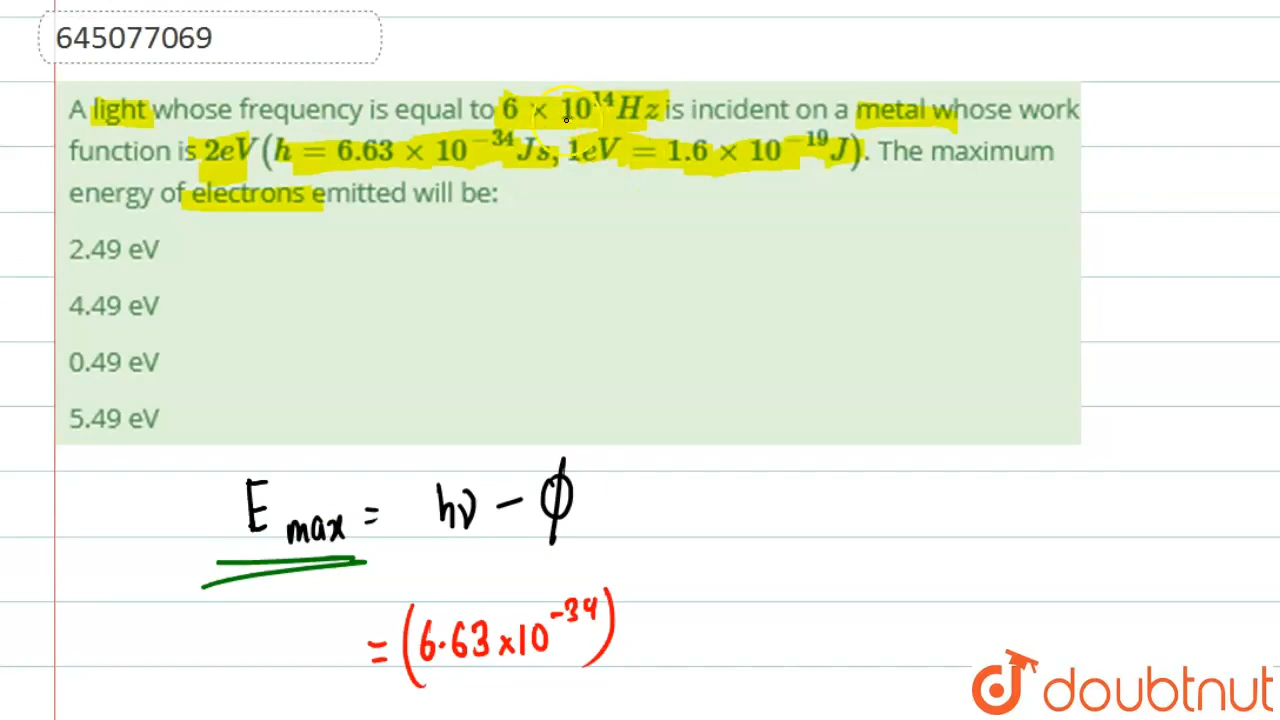 645077069
A light whose frequency is equal to 6 × 10^14 Hz is incident on a metal whose work
function is 2eV(h = 6.63 × 10^−34 Js, 1eV = 1.6 × 10^−19 J). The maximum
energy of electrons emitted will be:
2.49 eV
4.49 eV
0.49 eV
5.49 eV
E max = hν − ϕ
= (6.63×10^−34)
doubtnut